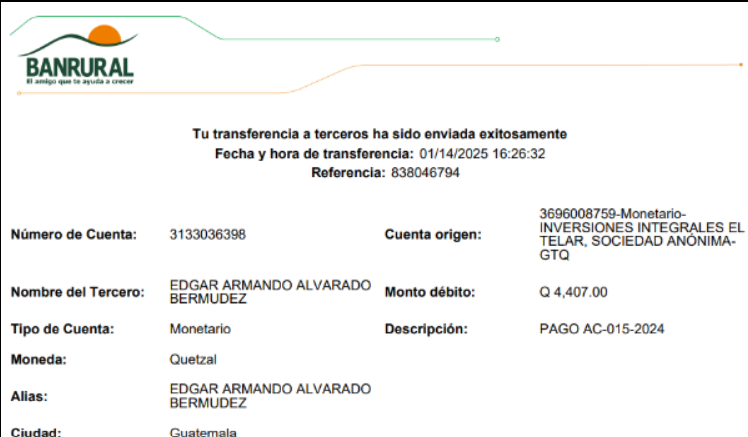 BANRURAL
El amigo que te ayuda a crecer
Tu transferencia a terceros ha sido enviada exitosamente
Fecha y hora de transferencia: 01/14/2025 16:26:32
Referencia: 838046794
Número de Cuenta: 3133036398
Cuenta origen: 3696008759-Monetario-
INVERSIONES INTEGRALES EL
TELAR, SOCIEDAD ANÓNIMA-
GTQ
Nombre del Tercero: EDGAR ARMANDO ALVARADO
BERMUDEZ
Monto débito: Q 4,407.00
Tipo de Cuenta: Monetario
Descripción: PAGO AC-015-2024
Moneda: Quetzal
Alias: EDGAR ARMANDO ALVARADO
BERMUDEZ
Ciudad: Guatemala